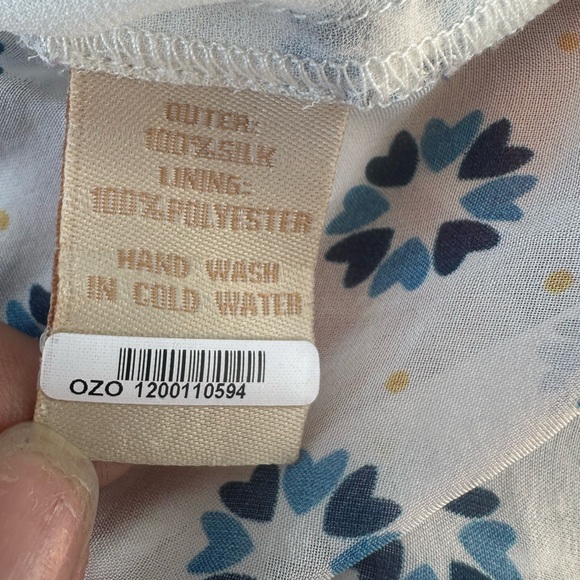 OUTER:
100%SILK
LINING:
100%POLYESTER
HAND WASH
IN COLD WATER
OZO 1200110594